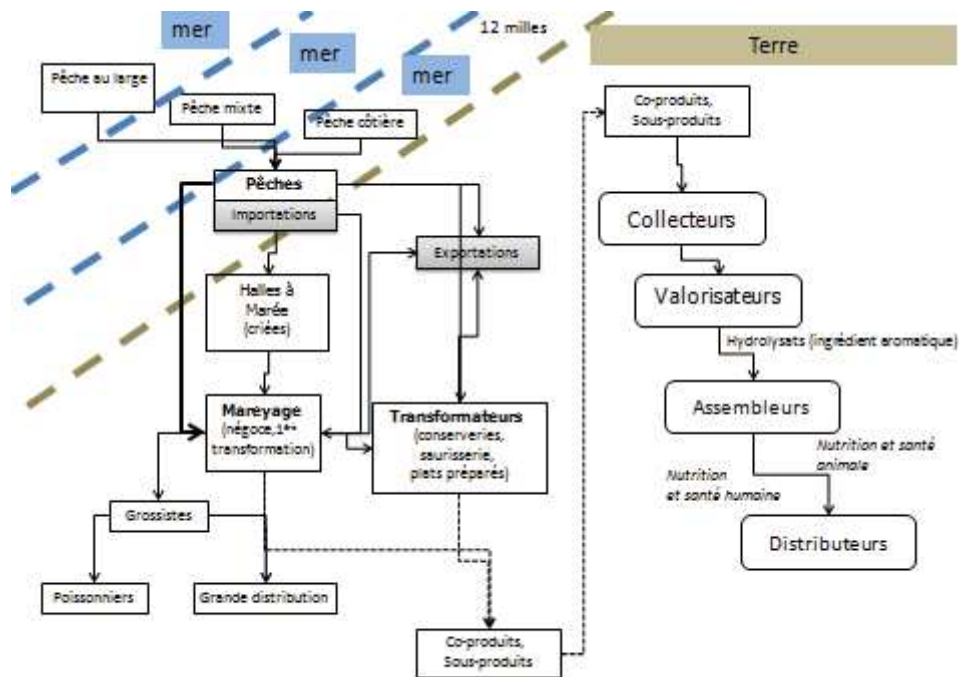 mer
12 milles
mer
mer
Terre
Pêche au large
Pêche mixte
Pêche côtière
Pêches
Importations
Exportations
Halles à
Marée
(criées)
Mareyage
(négoce,1ère
transformation)
Transformateurs
(conserveries,
saurisserie,
plats préparés)
Grossistes
Poissonniers
Grande distribution
Co-produits,
Sous-produits
Co-produits,
Sous-produits
Collecteurs
Valorisateurs
Hydrolysats (ingrédient aromatique)
Assembleurs
Nutrition et santé
animale
Nutrition
et santé humaine
Distributeurs